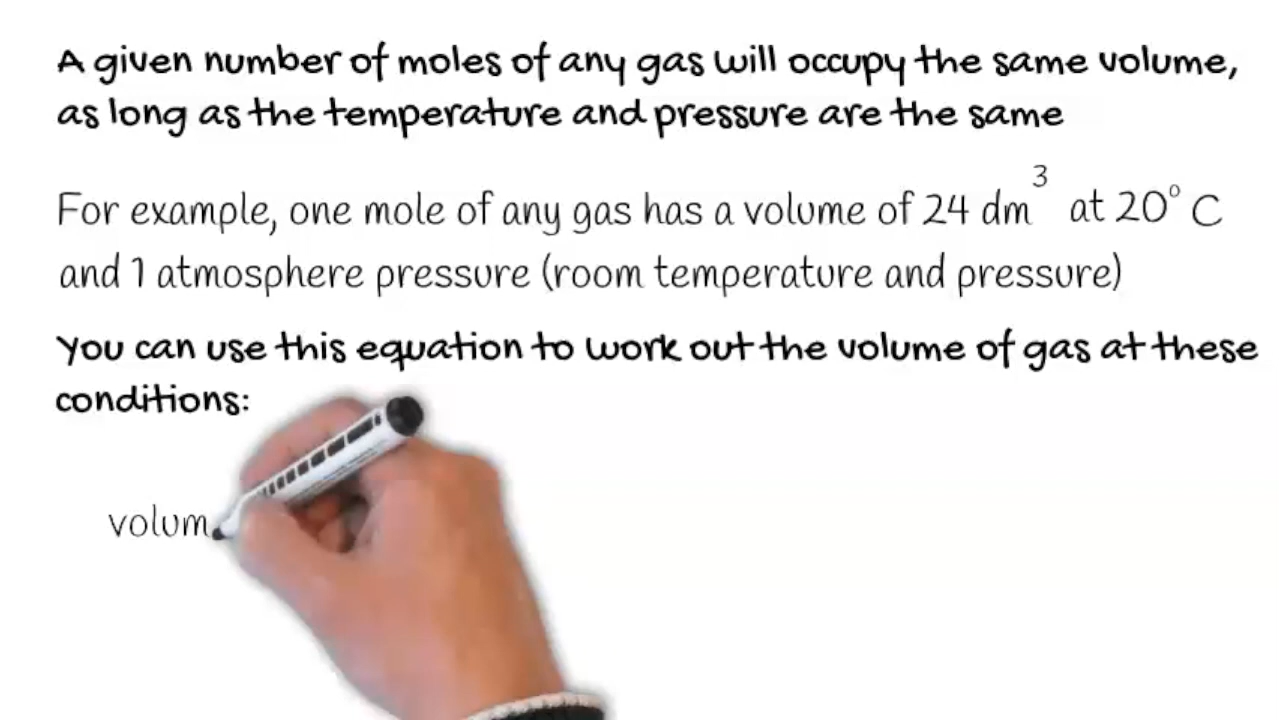 A given number of moles of any gas will occupy the same volume,
as long as the temperature and pressure are the same
For example, one mole of any gas has a volume of 24 dm³ at 20° C
and 1 atmosphere pressure (room temperature and pressure)
You can use this equation to work out the volume of gas at these
conditions:
volum